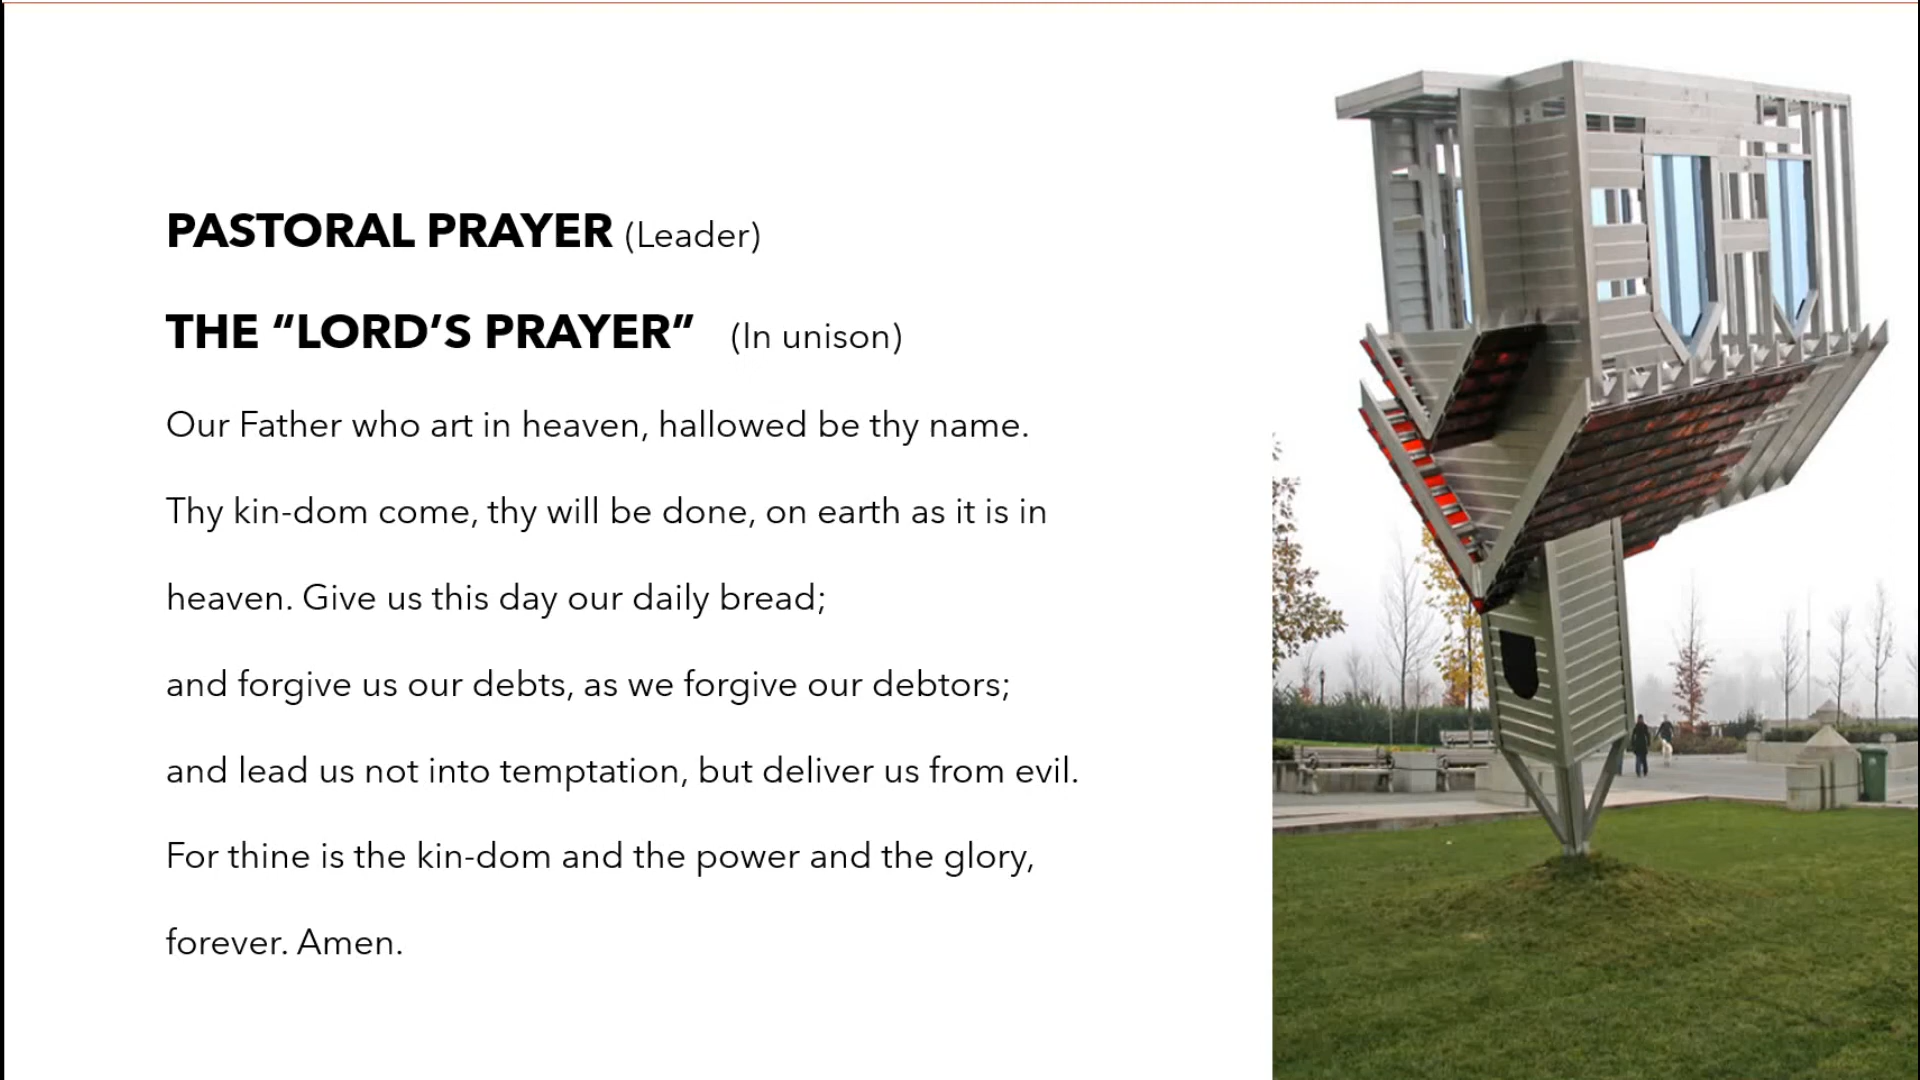 PASTORAL PRAYER (Leader)
THE “LORD’S PRAYER” (In unison)
Our Father who art in heaven, hallowed be thy name.
Thy kin-dom come, thy will be done, on earth as it is in
heaven. Give us this day our daily bread;
and forgive us our debts, as we forgive our debtors;
and lead us not into temptation, but deliver us from evil.
For thine is the kin-dom and the power and the glory,
forever. Amen.